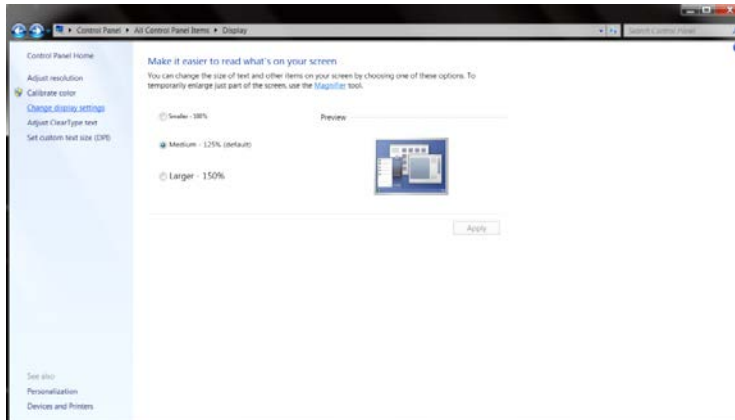 Control Panel ▸ All Control Panel Items ▸ Display
Search Control Panel
Control Panel Home
Adjust resolution
Calibrate color
Change display settings
Adjust ClearType text
Set custom text size (DPI)
See also
Personalization
Devices and Printers
Make it easier to read what's on your screen
You can change the size of text and other items on your screen by choosing one of these options. To
temporarily enlarge just part of the screen, use the Magnifier tool.
Smaller - 100%
Preview
Medium - 125% (default)
Larger - 150%
Apply